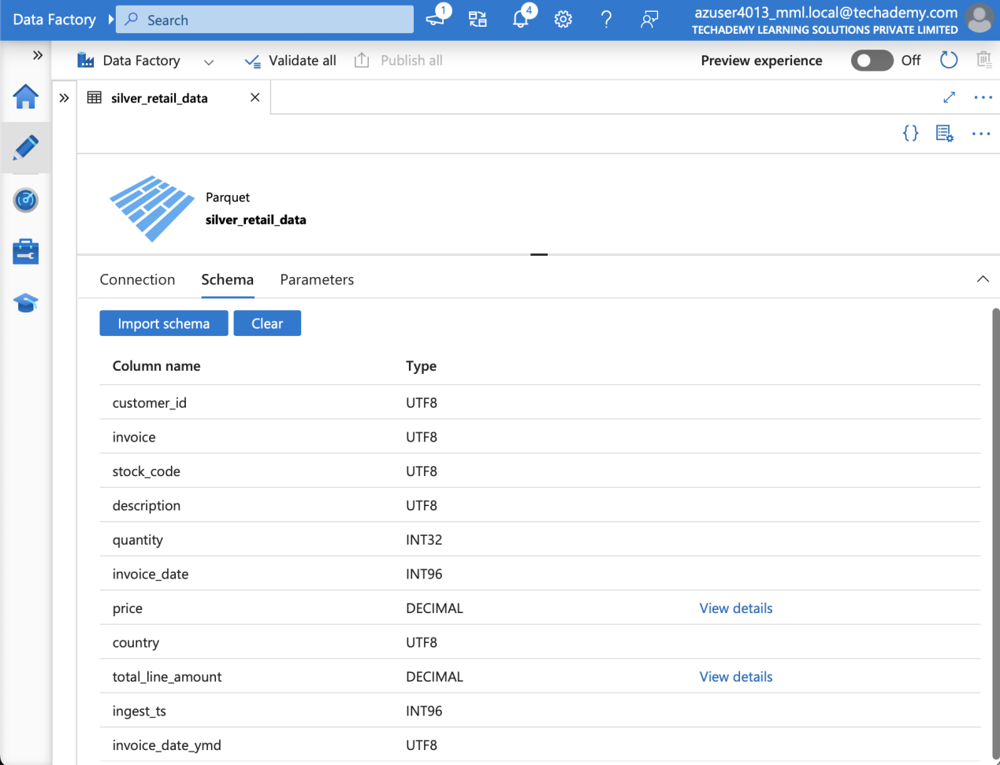 Data Factory
Search
1
4
azuser4013_mml.local@techademy.com
TECHADEMY LEARNING SOLUTIONS PRIVATE LIMITED
Data Factory
Validate all
Publish all
Preview experience
Off
silver_retail_data
Parquet
silver_retail_data
Connection Schema Parameters
Import schema Clear
Column name Type
customer_id UTF8
invoice UTF8
stock_code UTF8
description UTF8
quantity INT32
invoice_date INT96
price DECIMAL View details
country UTF8
total_line_amount DECIMAL View details
ingest_ts INT96
invoice_date_ymd UTF8